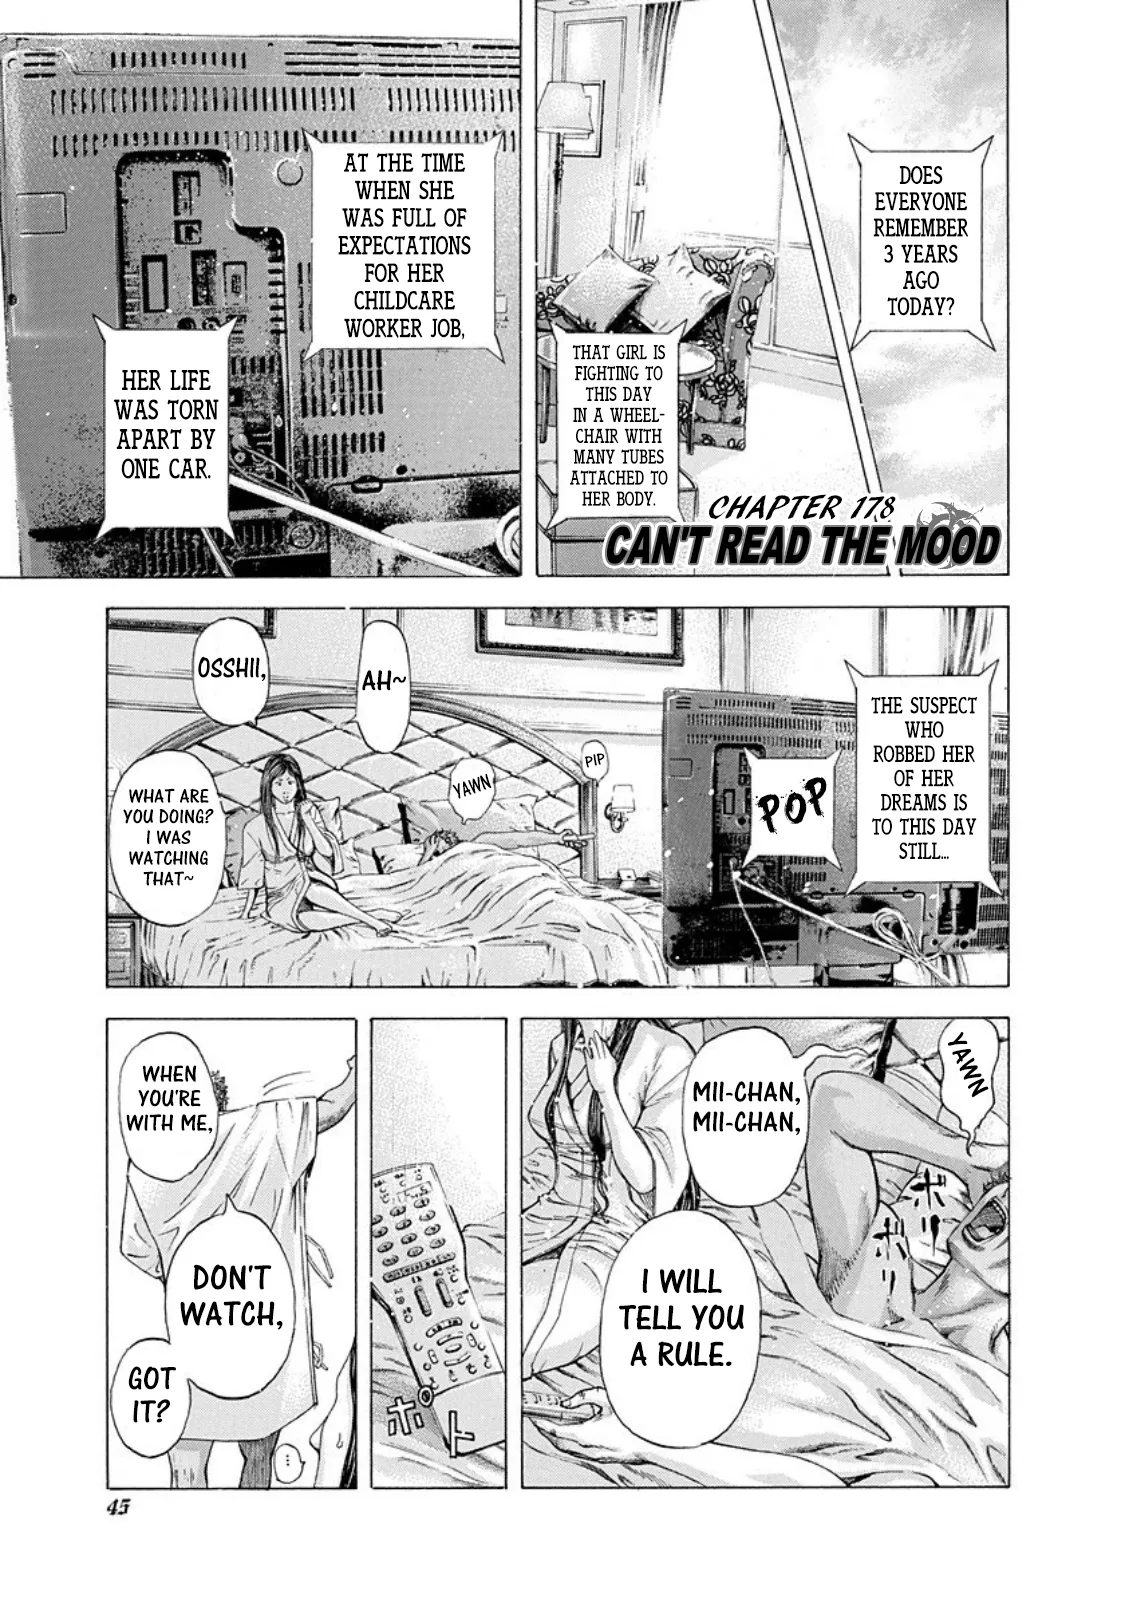 DOES
EVERYONE
REMEMBER
3 YEARS
AGO
TODAY?
THAT GIRL IS
FIGHTING TO
THIS DAY
IN A WHEEL-
CHAIR WITH
MANY TUBES
ATTACHED TO
HER BODY.
CHAPTER 178
CAN'T READ THE MOOD
AT THE TIME
WHEN SHE
WAS FULL OF
EXPECTATIONS
FOR HER
CHILDCARE
WORKER JOB,
HER LIFE
WAS TORN
APART BY
ONE CAR.
THE SUSPECT
WHO
ROBBED HER
OF HER
DREAMS IS
TO THIS DAY
STILL...
POP
PIP
YAWN
AH~
OSSHII,
WHAT ARE
YOU DOING?
I WAS
WATCHING
THAT~
YAWN
MII-CHAN,
MII-CHAN,
ボリ
ボリ
I WILL
TELL YOU
A RULE.
ポト
WHEN
YOU'RE
WITH ME,
DON'T
WATCH,
GOT
IT?
...
45